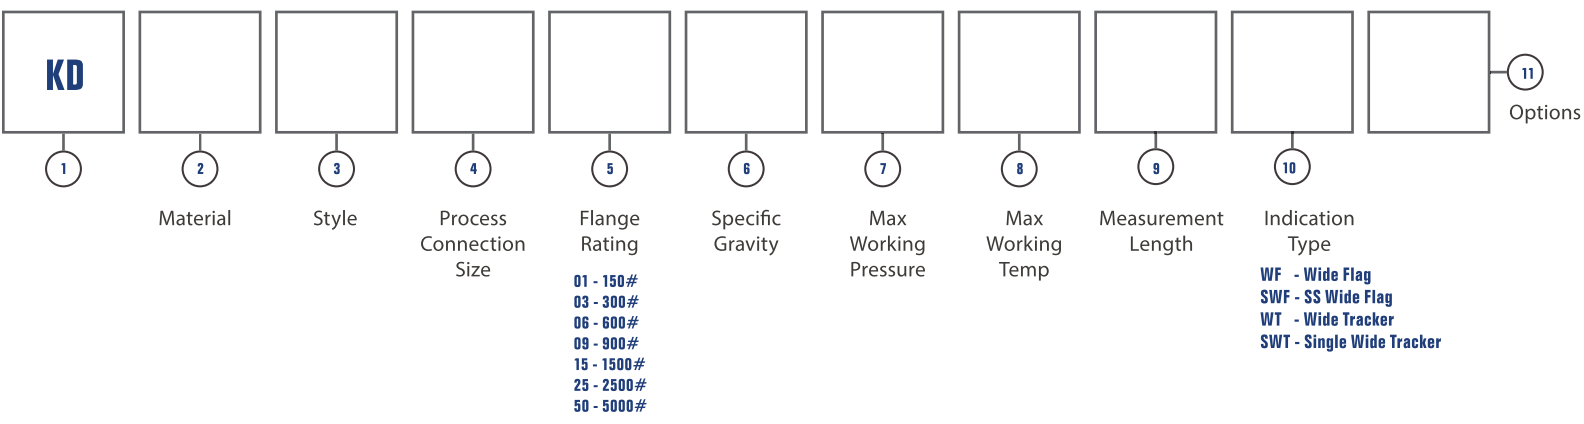 KD
1
2
3
4
5
6
7
8
9
10
11
Options
Material
Style
Process
Connection
Size
Flange
Rating
01 - 150#
03 - 300#
06 - 600#
09 - 900#
15 - 1500#
25 - 2500#
50 - 5000#
Specific
Gravity
Max
Working
Pressure
Max
Working
Temp
Measurement
Length
Indication
Type
WF - Wide Flag
SWF - SS Wide Flag
WT - Wide Tracker
SWT - Single Wide Tracker